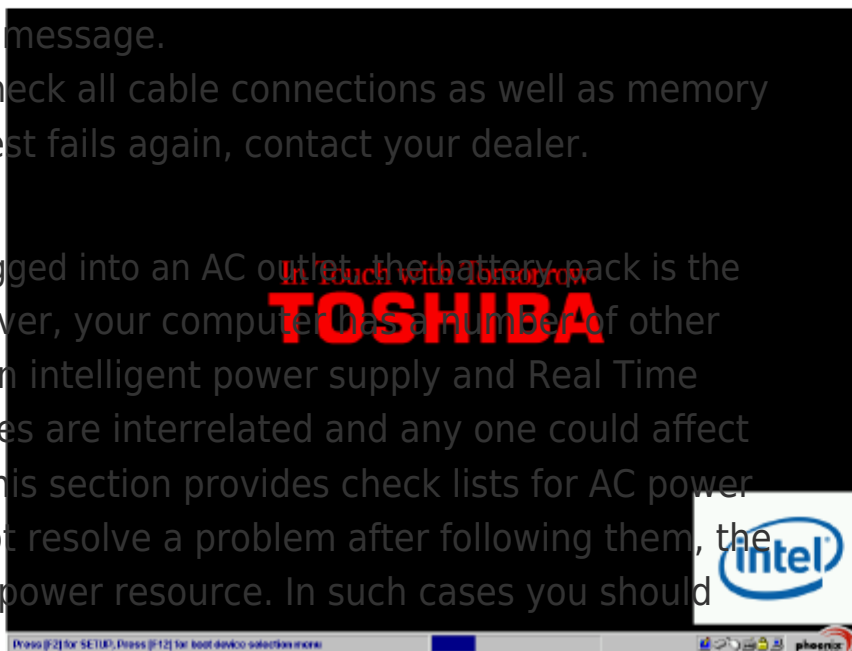 message.
heck all cable connections as well as memory
est fails again, contact your dealer.
gged into an AC outlet, the battery pack is the
In Touch with Tomorrow
TOSHIBA
ver, your computer has a number of other
n intelligent power supply and Real Time
es are interrelated and any one could affect
his section provides check lists for AC power
ot resolve a problem after following them, the
intel
power resource. In such cases you should
Press [F2] for SETUP, Press [F12] for boot device selection menu
phoenix